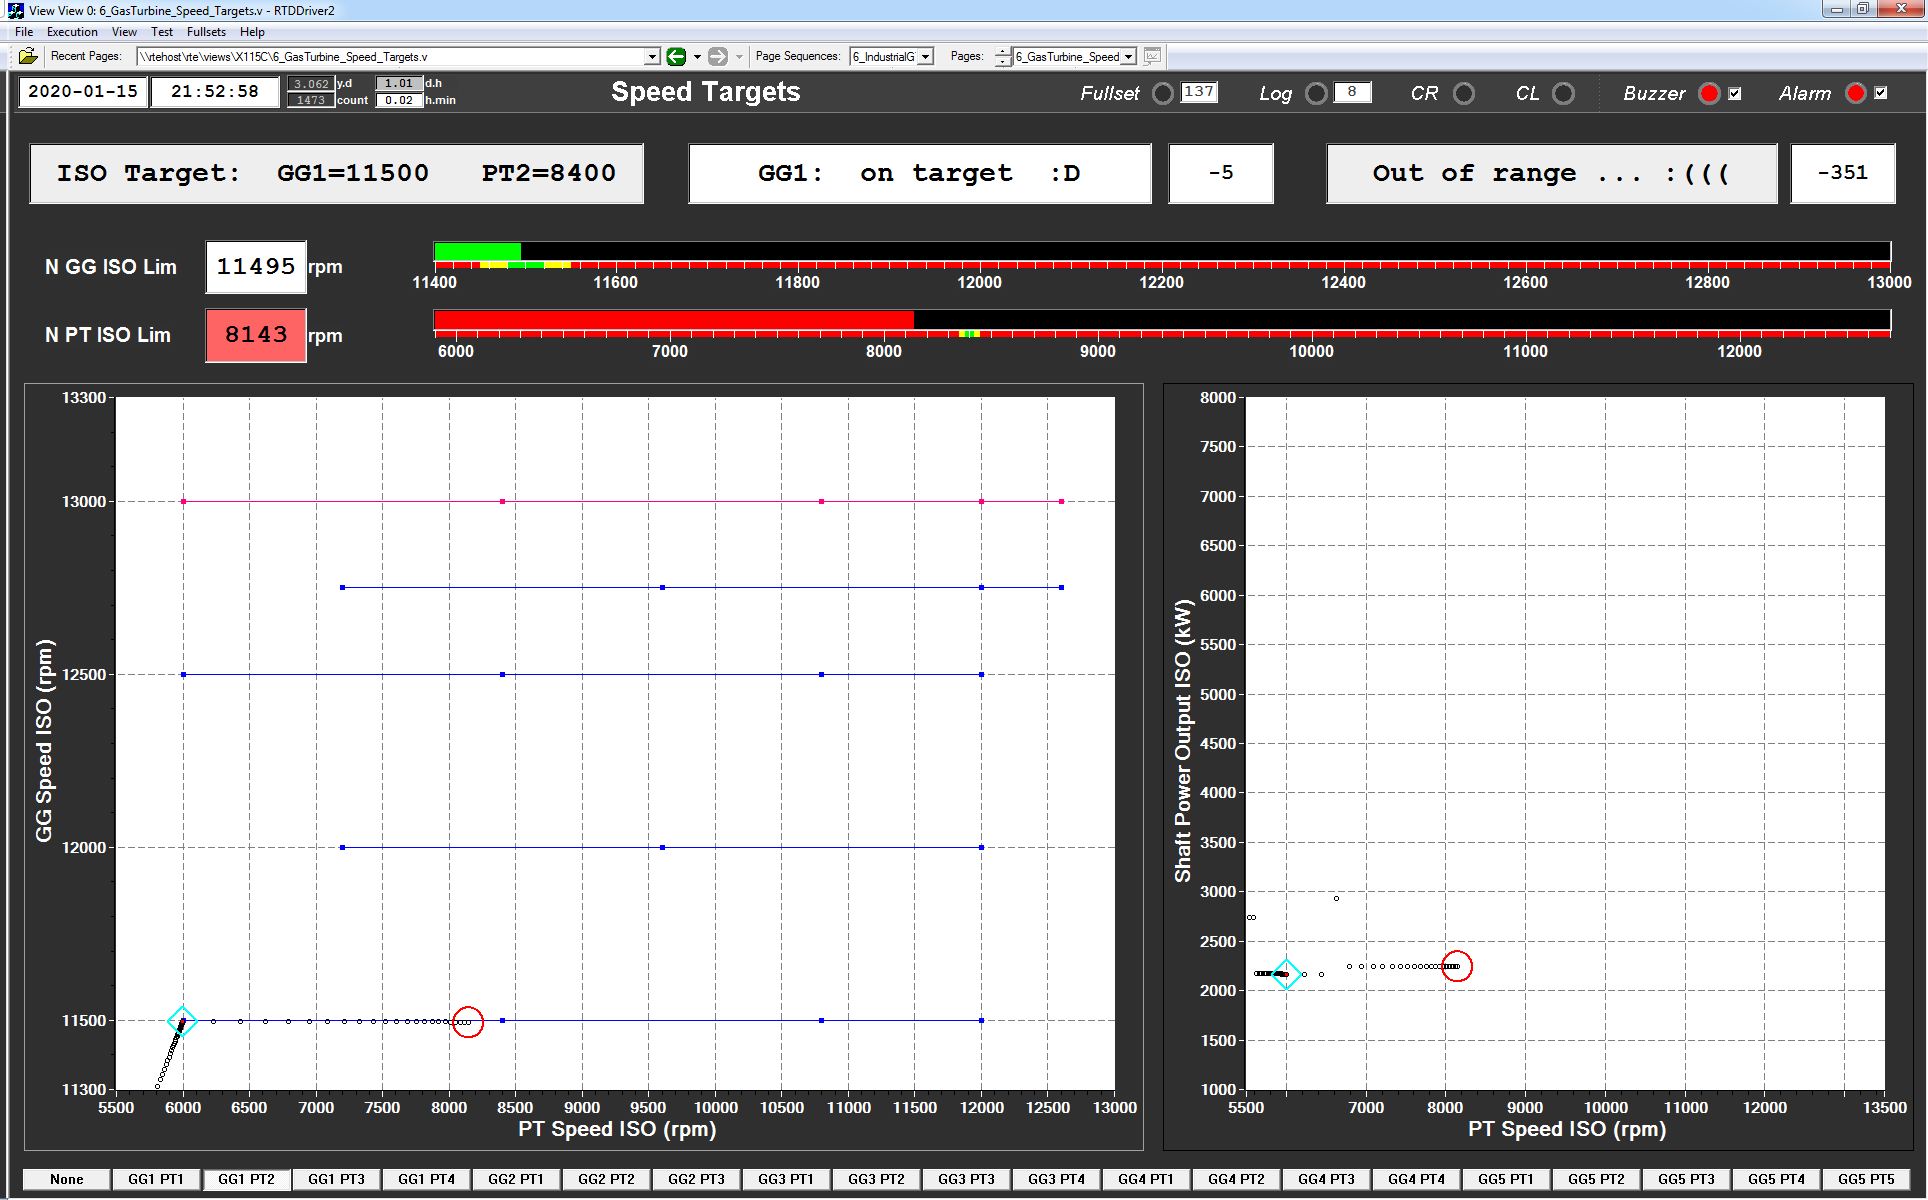 View View 0: 6_GasTurbine_Speed_Targets.v - RTDDriver2
File Execution View Test Fullsets Help
Recent Pages: \\rtehost\rte\views\X115C\6_GasTurbine_Speed_Targets.v Page Sequences: 6_IndustrialG Pages: 6_GasTurbine_Speed
2020-01-15 21:52:58 3.062 y.d 1.01 d.h Speed Targets Fullset 137 Log 8 CR CL Buzzer Alarm
1473 count 0.02 h.min
ISO Target: GG1=11500 PT2=8400 GG1: on target :D -5 Out of range ... :((( -351
N GG ISO Lim 11495 rpm
11400 11600 11800 12000 12200 12400 12600 12800 13000
N PT ISO Lim 8143 rpm
6000 7000 8000 9000 10000 11000 12000
GG Speed ISO (rpm)
13300
13000
12500
12000
11500
11300
5500 6000 6500 7000 7500 8000 8500 9000 9500 10000 10500 11000 11500 12000 12500 13000
PT Speed ISO (rpm)
Shaft Power Output ISO (kW)
8000
7500
7000
6500
6000
5500
5000
4500
4000
3500
3000
2500
2000
1500
1000
5500 7000 8000 9000 10000 11000 12000 13500
PT Speed ISO (rpm)
None GG1 PT1 GG1 PT2 GG1 PT3 GG1 PT4 GG2 PT1 GG2 PT2 GG2 PT3 GG3 PT1 GG3 PT2 GG3 PT3 GG3 PT4 GG4 PT1 GG4 PT2 GG4 PT3 GG4 PT4 GG5 PT1 GG5 PT2 GG5 PT3 GG5 PT4 GG5 PT5